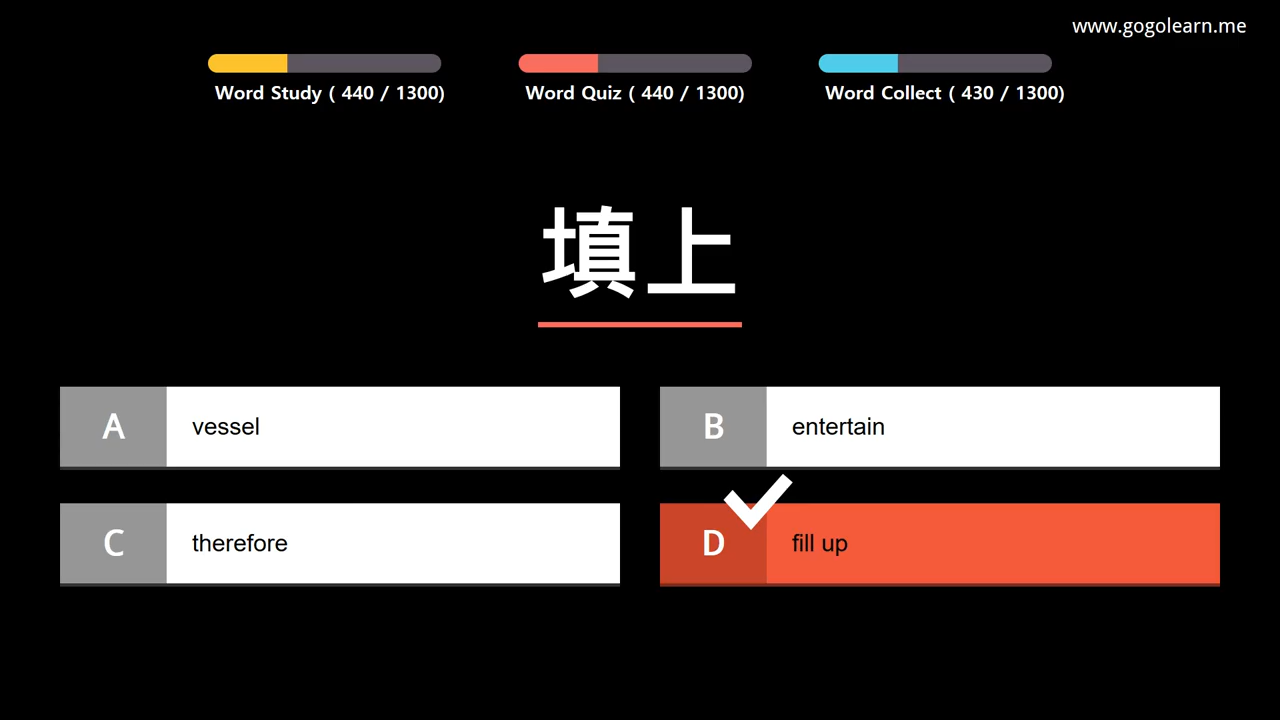 www.gogolearn.me
Word Study ( 440 / 1300)
Word Quiz ( 440 / 1300)
Word Collect ( 430 / 1300)
填上
A vessel
B entertain
C therefore
D fill up